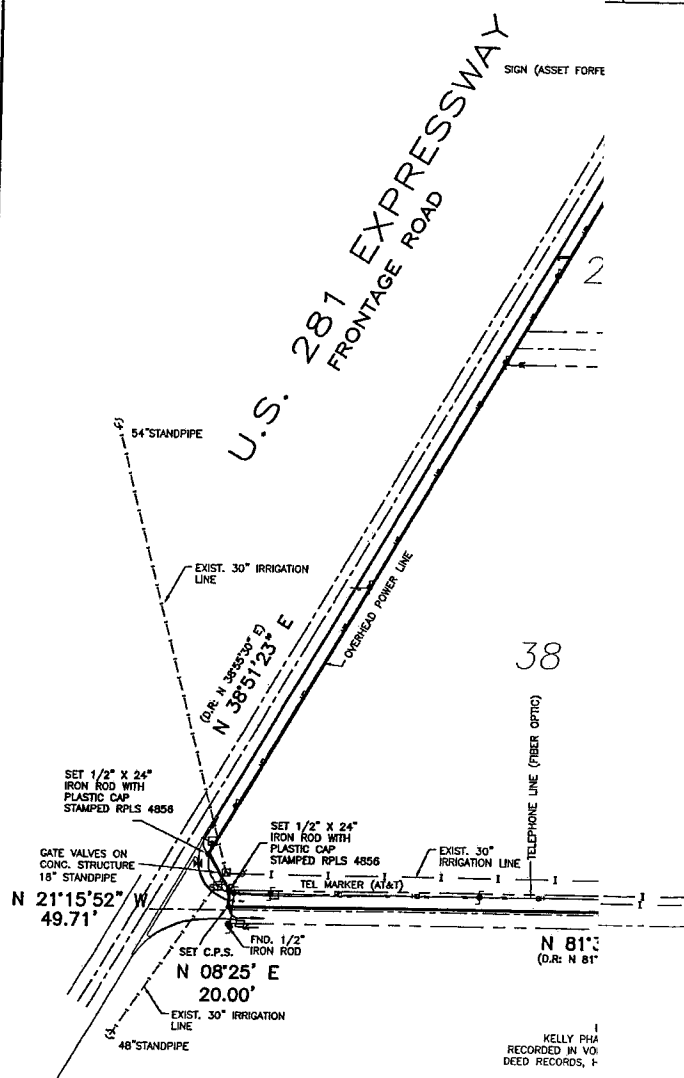 SIGN (ASSET FORFE
U.S. 281 EXPRESSWAY
FRONTAGE ROAD
2
54"STANDPIPE
EXIST. 30" IRRIGATION
LINE
OVERHEAD POWER LINE
(D.R: N 38°55'30" E)
N 38°51'23" E
38
TELEPHONE LINE (FIBER OPTIC)
SET 1/2" X 24"
IRON ROD WITH
PLASTIC CAP
STAMPED RPLS 4856
SET 1/2" X 24"
IRON ROD WITH
PLASTIC CAP
STAMPED RPLS 4856
GATE VALVES ON
CONC. STRUCTURE
18" STANDPIPE
EXIST. 30"
IRRIGATION LINE
TEL MARKER (AT&T)
N 21°15'52" W
49.71'
SET C.P.S.
FND. 1/2"
IRON ROD
N 08°25' E
20.00'
N 81°3
(D.R: N 81°
EXIST. 30" IRRIGATION
LINE
48"STANDPIPE
KELLY PHA
RECORDED IN VO
DEED RECORDS, H